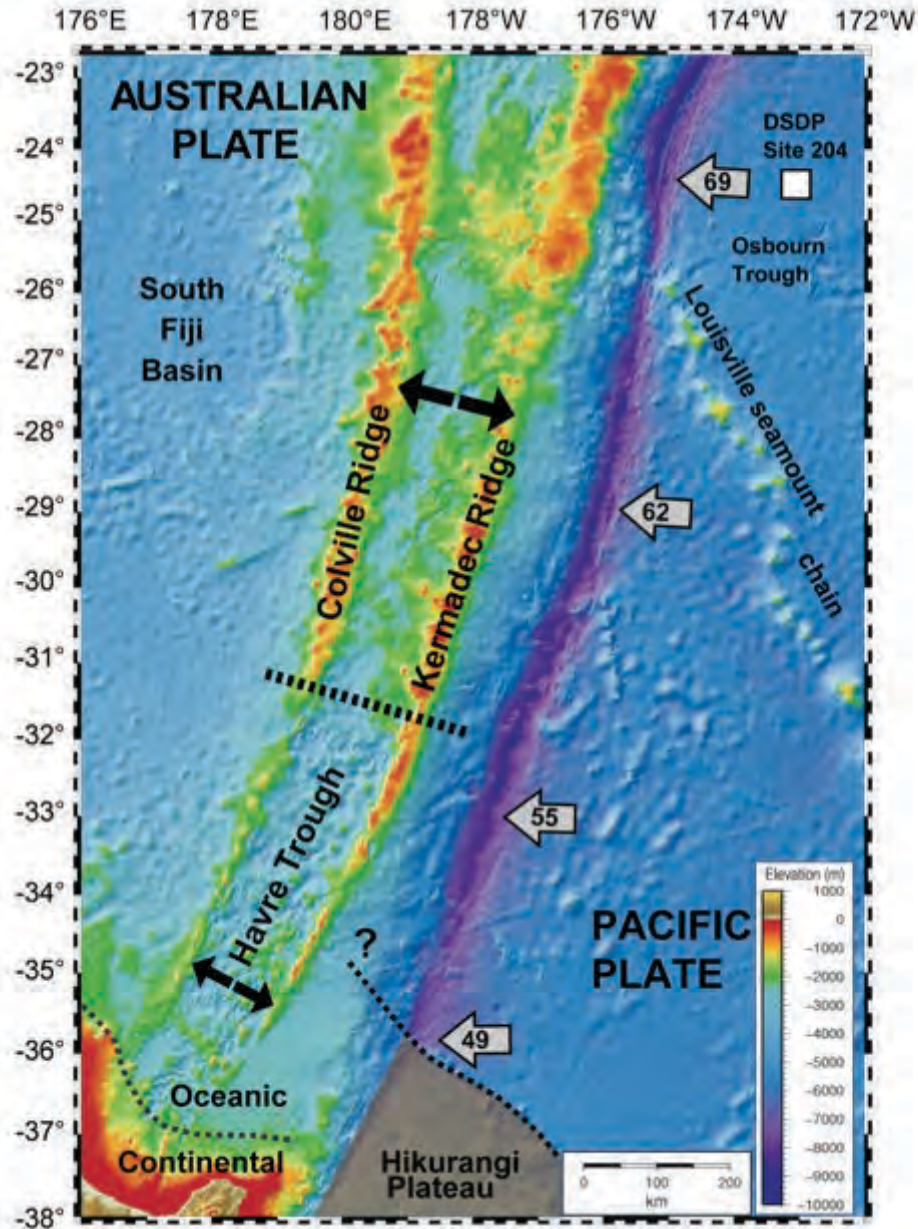 176°E
178°E
180°E
178°W
176°W
174°W
172°W
-23°
-24°
-25°
-26°
-27°
-28°
-29°
-30°
-31°
-32°
-33°
-34°
-35°
-36°
-37°
-38°
AUSTRALIAN
PLATE
DSDP
Site 204
69
Osbourn
Trough
South
Fiji
Basin
Louisville seamount
chain
Colville Ridge
Kermadec Ridge
62
Havre Trough
55
PACIFIC
PLATE
?
49
Oceanic
Continental
Hikurangi
Plateau
Elevation (m)
1000
0
-1000
-2000
-3000
-4000
-5000
-6000
-7000
-8000
-9000
-10000
0
100
200
km